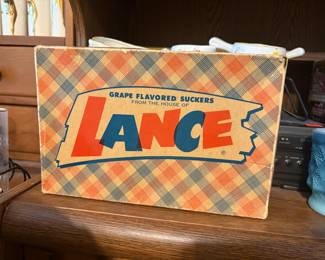 GRAPE FLAVORED SUCKERS
FROM THE HOUSE OF
LANCE
®